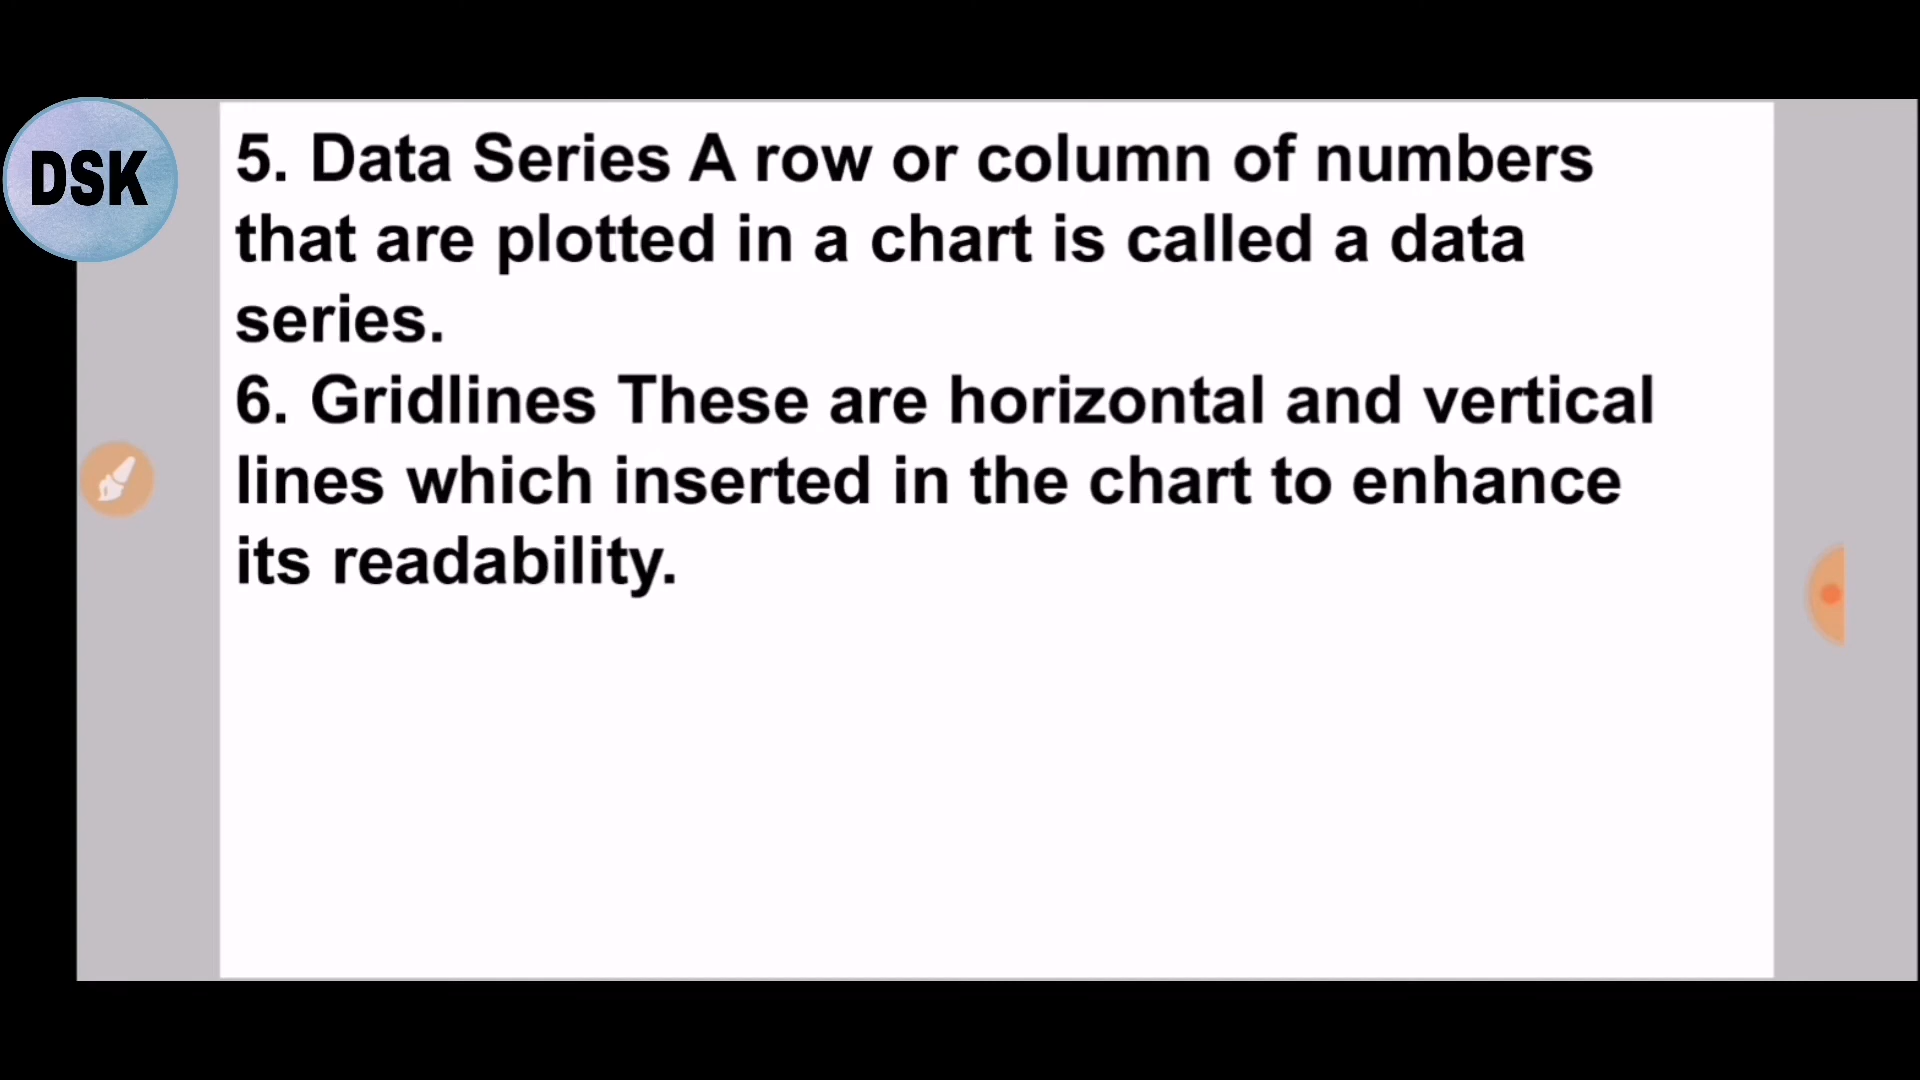 DSK
5. Data Series A row or column of numbers
that are plotted in a chart is called a data
series.
6. Gridlines These are horizontal and vertical
lines which inserted in the chart to enhance
its readability.